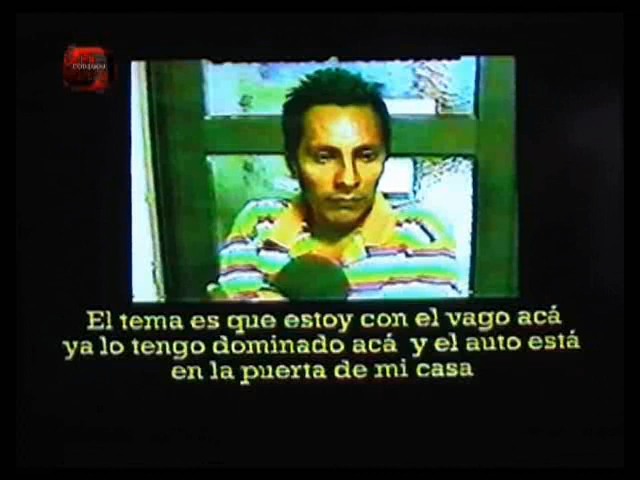 El tema es que estoy con el vago acá
ya lo tengo dominado acá y el auto está
en la puerta de mi casa